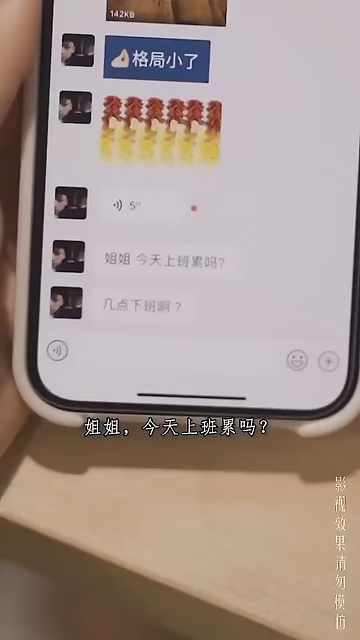 142KB
格局小了
5"
姐姐 今天上班累吗?
几点下班啊？
姐姐，今天上班累吗？
影视效果请勿模仿